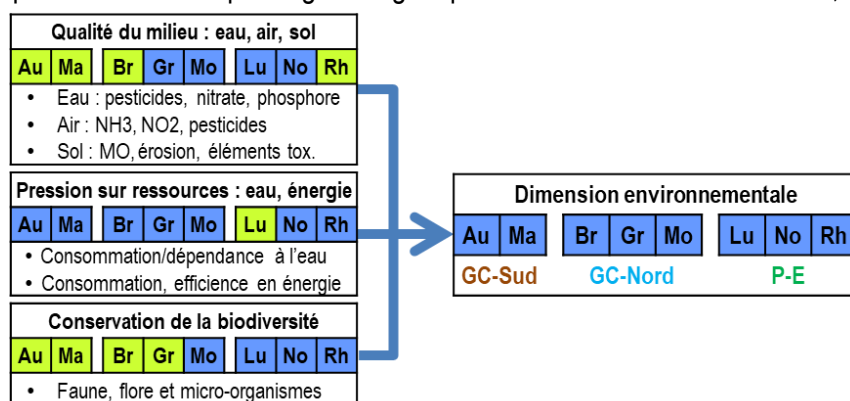 Qualité du milieu : eau, air, sol
Au Ma Br Gr Mo Lu No Rh
• Eau : pesticides, nitrate, phosphore
• Air : NH3, NO2, pesticides
• Sol : MO, érosion, éléments tox.
Pression sur ressources : eau, énergie
Au Ma Br Gr Mo Lu No Rh
• Consommation/dépendance à l'eau
• Consommation, efficience en énergie
Conservation de la biodiversité
Au Ma Br Gr Mo Lu No Rh
• Faune, flore et micro-organismes
Dimension environnementale
Au Ma Br Gr Mo Lu No Rh
GC-Sud GC-Nord P-E